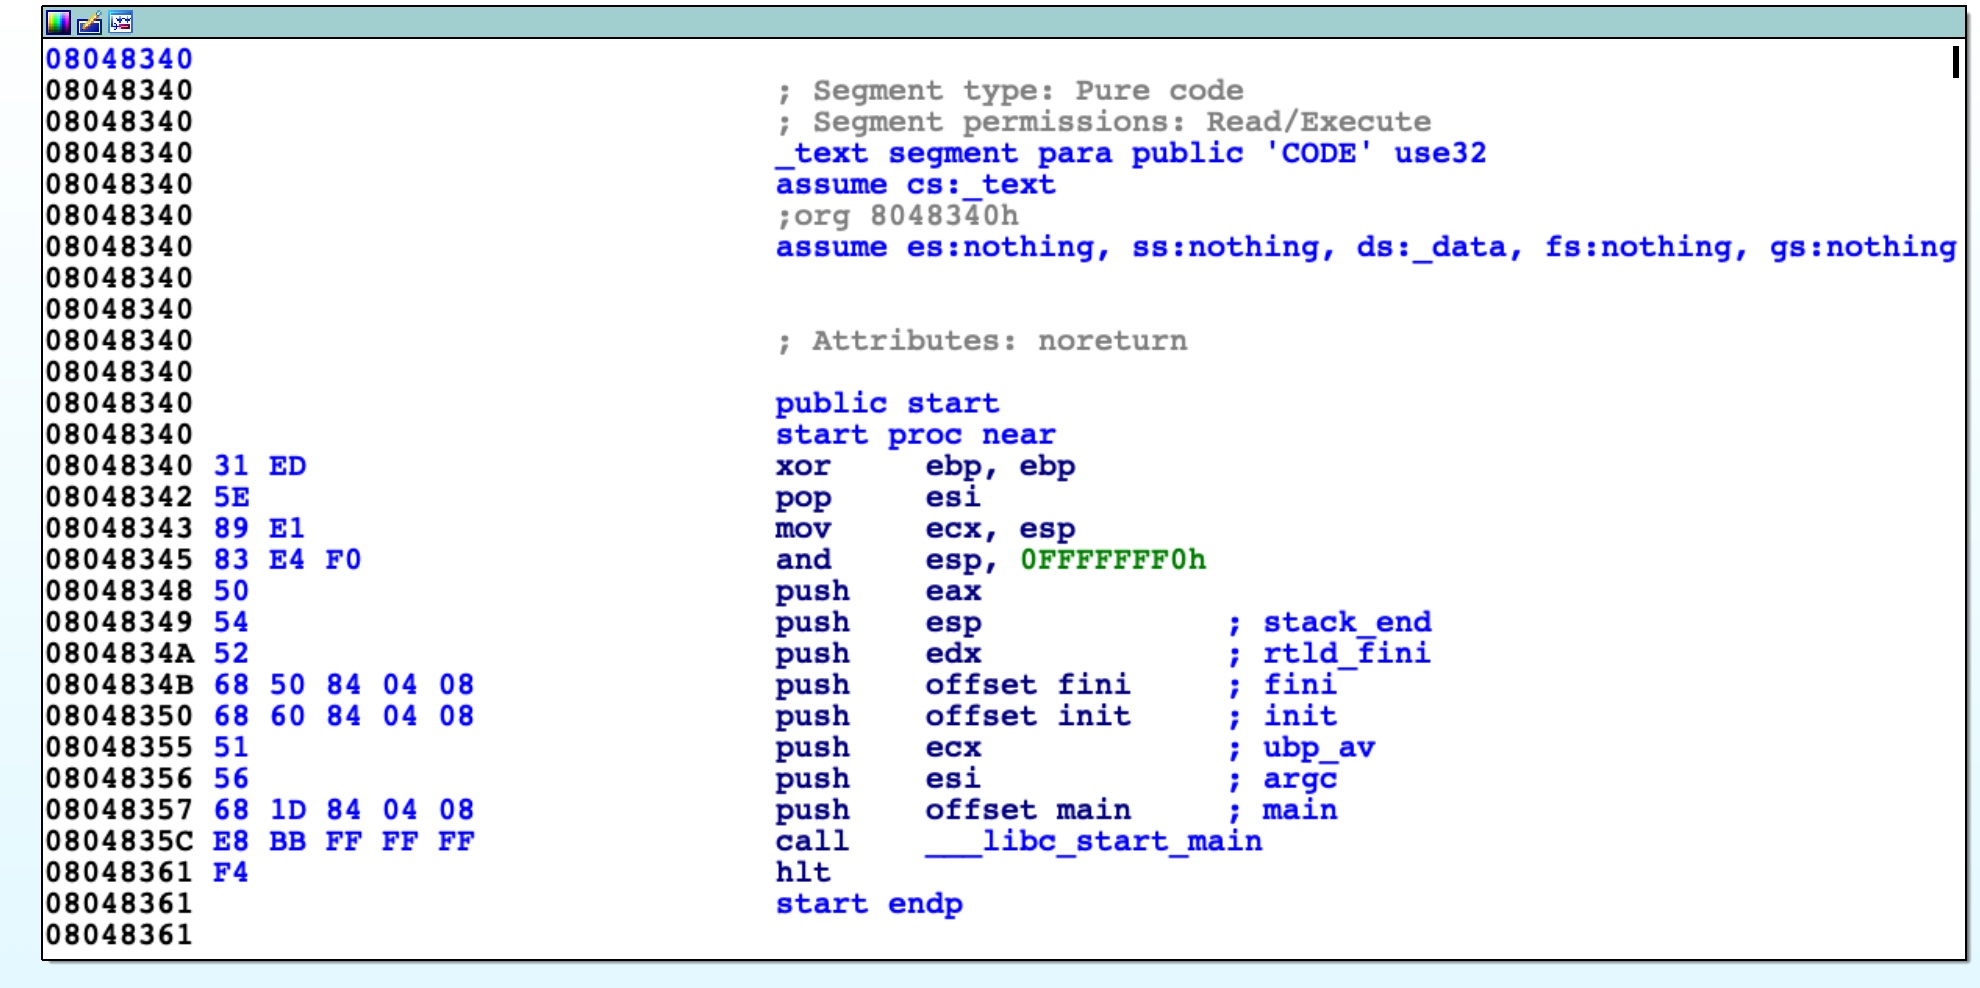 08048340
08048340 ; Segment type: Pure code
08048340 ; Segment permissions: Read/Execute
08048340 _text segment para public 'CODE' use32
08048340 assume cs:_text
08048340 ;org 8048340h
08048340 assume es:nothing, ss:nothing, ds:_data, fs:nothing, gs:nothing
08048340
08048340
08048340 ; Attributes: noreturn
08048340
08048340 public start
08048340 start proc near
08048340 31 ED xor ebp, ebp
08048342 5E pop esi
08048343 89 E1 mov ecx, esp
08048345 83 E4 F0 and esp, 0FFFFFFF0h
08048348 50 push eax
08048349 54 push esp ; stack_end
0804834A 52 push edx ; rtld_fini
0804834B 68 50 84 04 08 push offset fini ; fini
08048350 68 60 84 04 08 push offset init ; init
08048355 51 push ecx ; ubp_av
08048356 56 push esi ; argc
08048357 68 1D 84 04 08 push offset main ; main
0804835C E8 BB FF FF FF call ___libc_start_main
08048361 F4 hlt
08048361 start endp
08048361